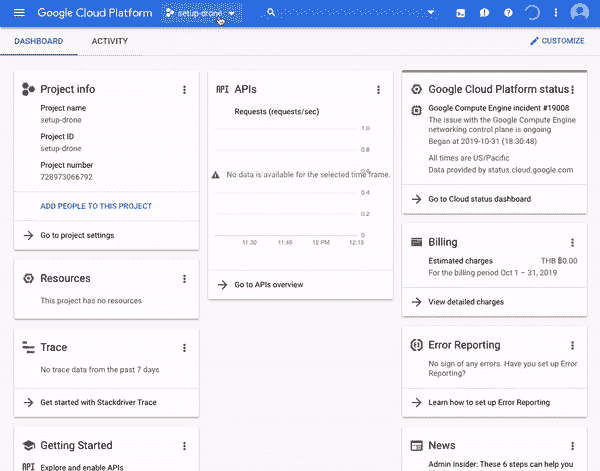 Google Cloud Platform
setup-drone
DASHBOARD
ACTIVITY
CUSTOMIZE
Project info
Project name
setup-drone
Project ID
setup-drone
Project number
728973066792
ADD PEOPLE TO THIS PROJECT
Go to project settings
Resources
This project has no resources
Trace
No trace data from the past 7 days
Get started with Stackdriver Trace
Getting Started
API Explore and enable APIs
API APIs
Requests (requests/sec)
1.0
0.8
0.6
No data is available for the selected time frame.
0.4
0.2
0
11:30
11:45
12 PM
12:15
Go to APIs overview
Google Cloud Platform status
Google Compute Engine incident #19008
The issue with the Google Compute Engine
networking control plane is ongoing
Began at 2019-10-31 (18:30:48)
All times are US/Pacific
Data provided by status.cloud.google.com
Go to Cloud status dashboard
Billing
Estimated charges
THB ฿0.00
For the billing period Oct 1 – 31, 2019
View detailed charges
Error Reporting
No sign of any errors. Have you set up Error
Reporting?
Learn how to set up Error Reporting
News
Admin Insider: These 6 steps can help you